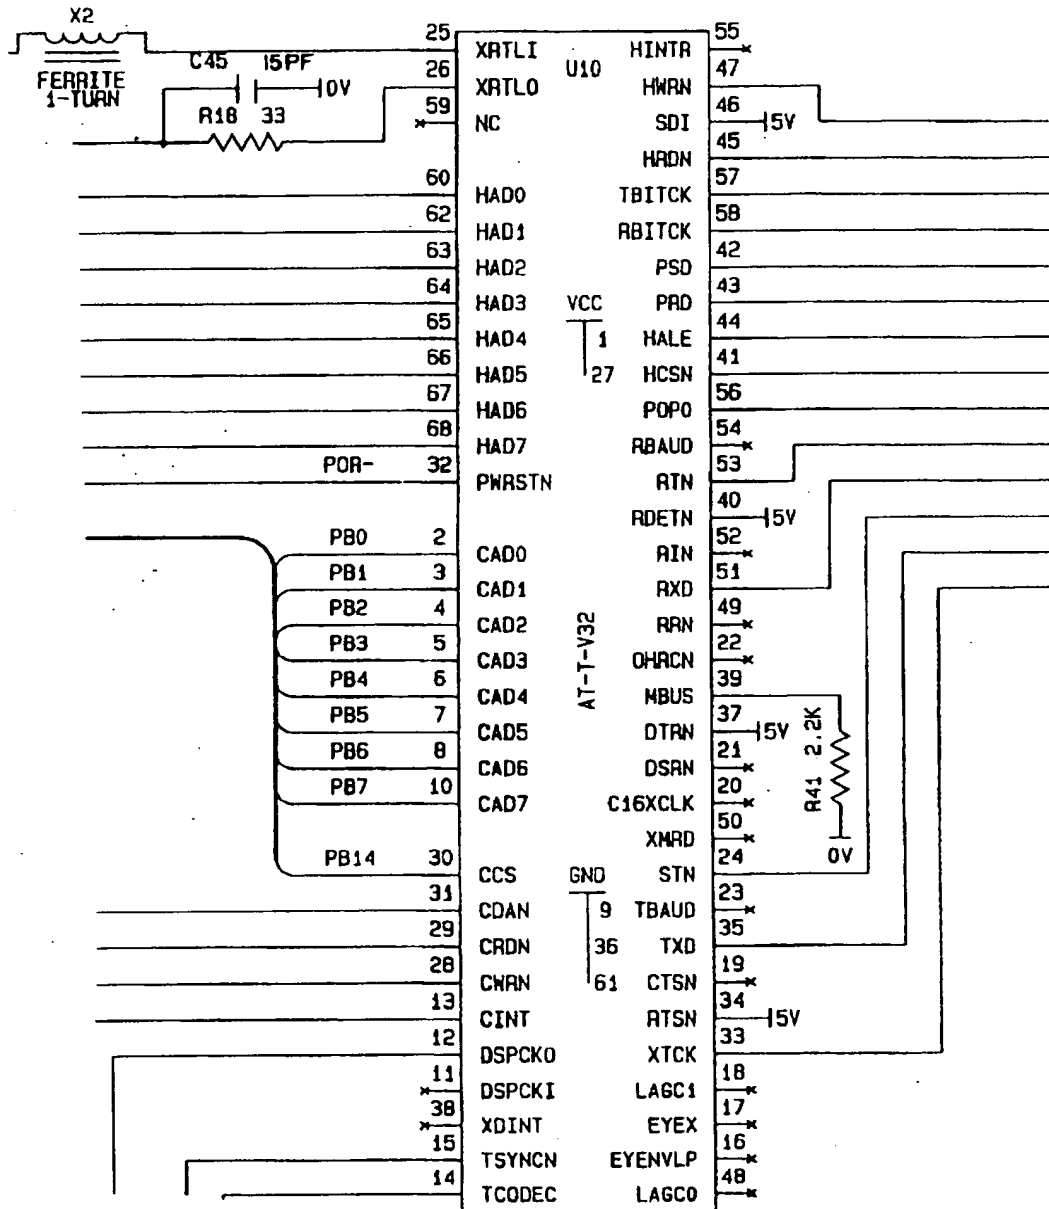 X2
FERRITE
1-TURN
C45 15PF
0V
R18 33
U10
AT-T-V32
25 XRTLI HINTR 55
26 XRTLO HWRN 47
59 NC SDI 46 5V
HRDN 45
60 HAD0 TBITCK 57
62 HAD1 RBITCK 58
63 HAD2 PSD 42
64 HAD3 VCC PRD 43
65 HAD4 1 HALE 44
66 HAD5 27 HCSN 41
67 HAD6 POPO 56
68 HAD7 RBAUD 54
POR- 32 PWRSTN RTN 53
RDETN 40 5V
PB0 2 CAD0 RIN 52
PB1 3 CAD1 RXD 51
PB2 4 CAD2 RRN 49
PB3 5 CAD3 OHRCN 22
PB4 6 CAD4 MBUS 39
PB5 7 CAD5 DTRN 37 5V
R41 2.2K
PB6 8 CAD6 DSRN 21
PB7 10 CAD7 C16XCLK 20
XMRD 50
0V
PB14 30 CCS GND STN 24
31 CDAN 9 TBAUD 23
29 CRDN 36 TXD 35
28 CWRN 61 CTSN 19
13 CINT RTSN 34 5V
12 DSPCKO XTCK 33
11 DSPCKI LAGC1 18
38 XDINT EYEX 17
15 TSYNCN EYENVLP 16
14 TCODEC LAGC0 48